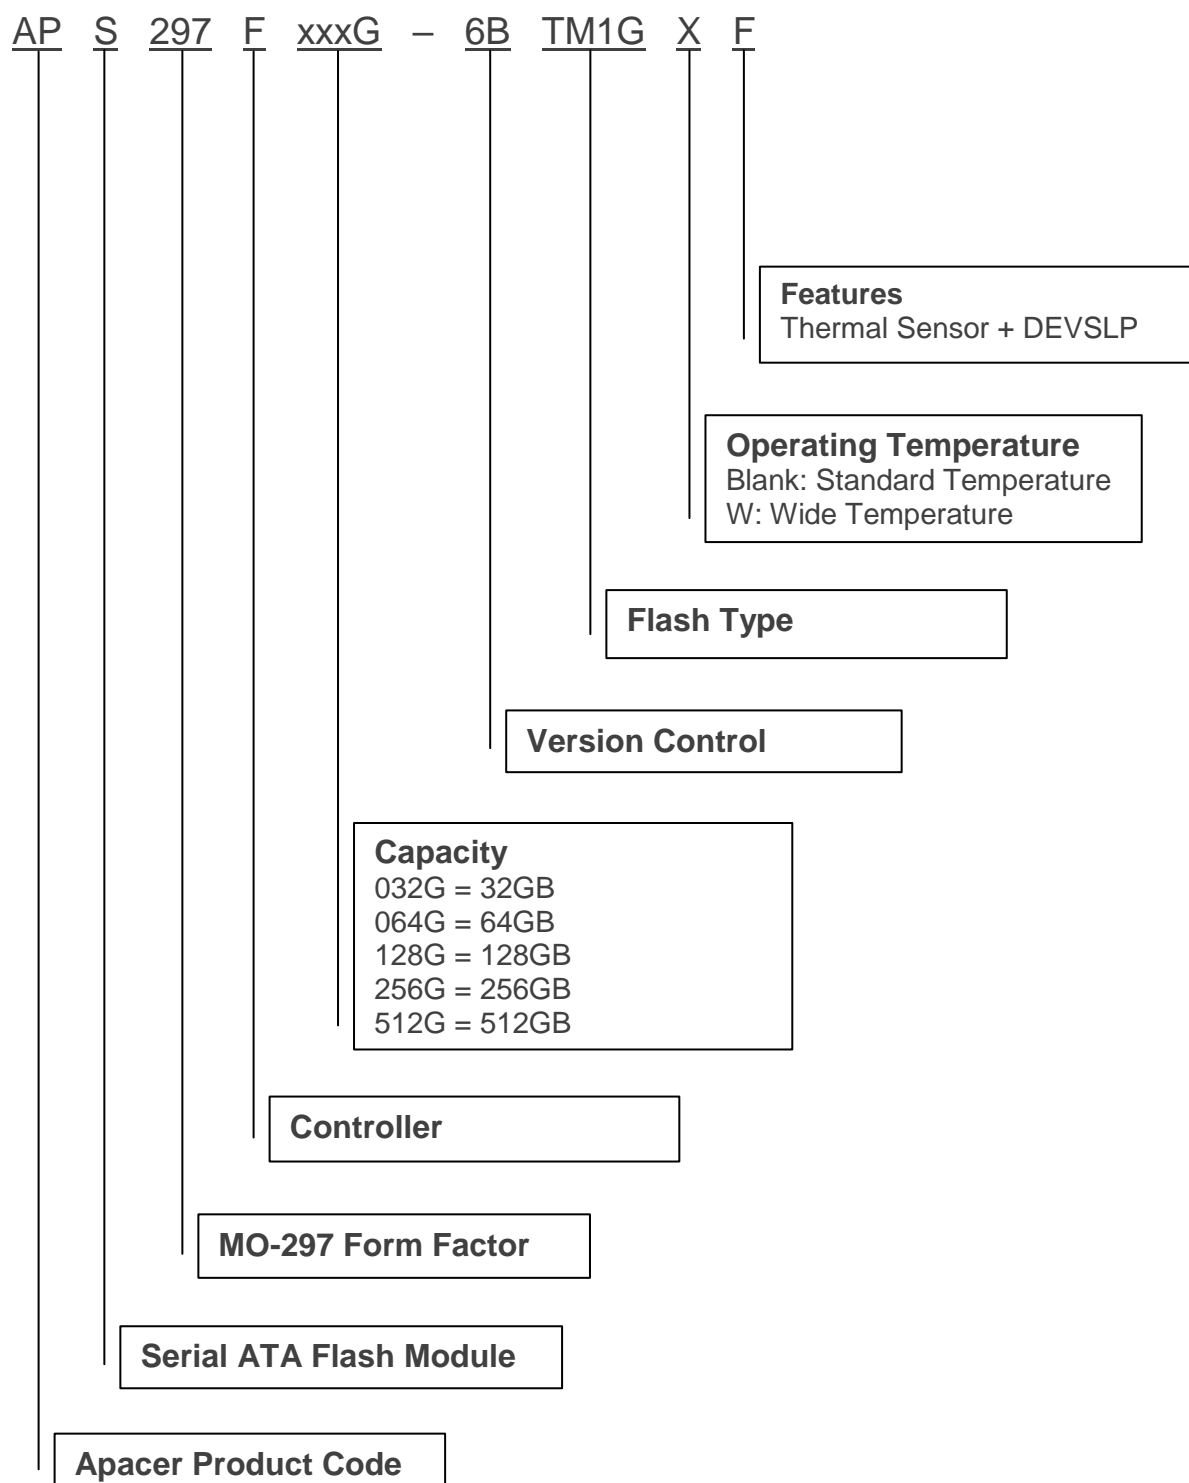 AP S 297 F xxxG – 6B TM1G X F
Features
Thermal Sensor + DEVSLP
Operating Temperature
Blank: Standard Temperature
W: Wide Temperature
Flash Type
Version Control
Capacity
032G = 32GB
064G = 64GB
128G = 128GB
256G = 256GB
512G = 512GB
Controller
MO-297 Form Factor
Serial ATA Flash Module
Apacer Product Code